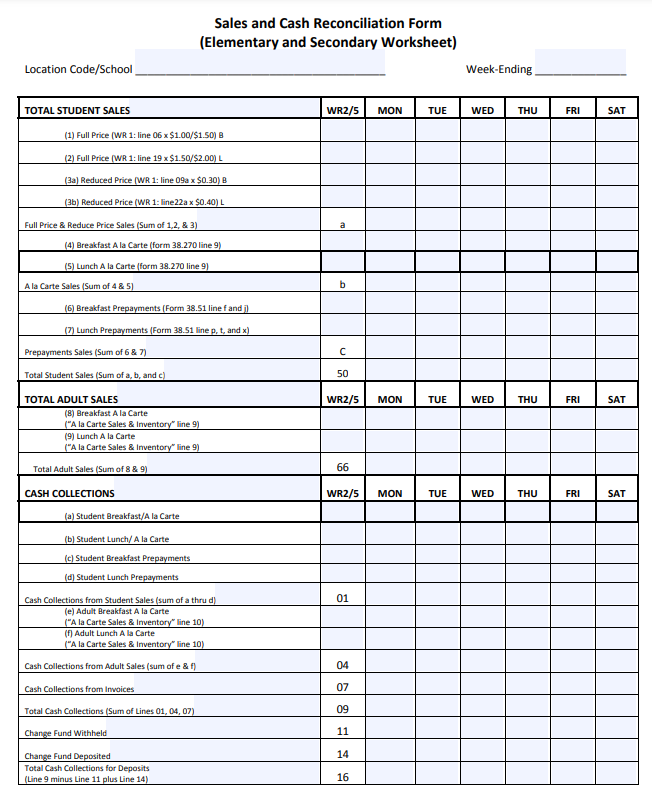 Sales and Cash Reconciliation Form
(Elementary and Secondary Worksheet)
Location Code/School ________________ Week-Ending ________________
TOTAL STUDENT SALES WR2/5 MON TUE WED THU FRI SAT
(1) Full Price (WR 1: line 06 x $1.00/$1.50) B
(2) Full Price (WR 1: line 19 x $1.50/$2.00) L
(3a) Reduced Price (WR 1: line 09a x $0.30) B
(3b) Reduced Price (WR 1: line22a x $0.40) L
Full Price & Reduce Price Sales (Sum of 1,2, & 3) a
(4) Breakfast A la Carte (form 38.270 line 9)
(5) Lunch A la Carte (form 38.270 line 9)
A la Carte Sales (Sum of 4 & 5) b
(6) Breakfast Prepayments (Form 38.51 line f and j)
(7) Lunch Prepayments (Form 38.51 line p, t, and x)
Prepayments Sales (Sum of 6 & 7) C
Total Student Sales (Sum of a, b, and c) 50
TOTAL ADULT SALES WR2/5 MON TUE WED THU FRI SAT
(8) Breakfast A la Carte
("A la Carte Sales & Inventory" line 9)
(9) Lunch A la Carte
("A la Carte Sales & Inventory" line 9)
Total Adult Sales (Sum of 8 & 9) 66
CASH COLLECTIONS WR2/5 MON TUE WED THU FRI SAT
(a) Student Breakfast/A la Carte
(b) Student Lunch/ A la Carte
(c) Student Breakfast Prepayments
(d) Student Lunch Prepayments
Cash Collections from Student Sales (sum of a thru d) 01
(e) Adult Breakfast A la Carte
("A la Carte Sales & Inventory" line 10)
(f) Adult Lunch A la Carte
("A la Carte Sales & Inventory" line 10)
Cash Collections from Adult Sales (sum of e & f) 04
Cash Collections from Invoices 07
Total Cash Collections (Sum of Lines 01, 04, 07) 09
Change Fund Withheld 11
Change Fund Deposited 14
Total Cash Collections for Deposits
(Line 9 minus Line 11 plus Line 14) 16